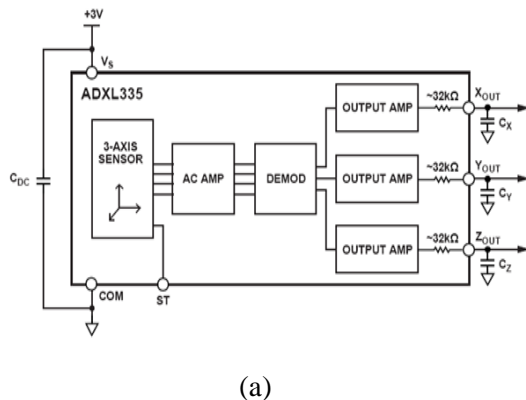 +3V
VS
ADXL335
3-AXIS
SENSOR
AC AMP
DEMOD
OUTPUT AMP
~32kΩ
XOUT
CX
OUTPUT AMP
~32kΩ
YOUT
CY
OUTPUT AMP
~32kΩ
ZOUT
CZ
CDC
COM
ST
(a)